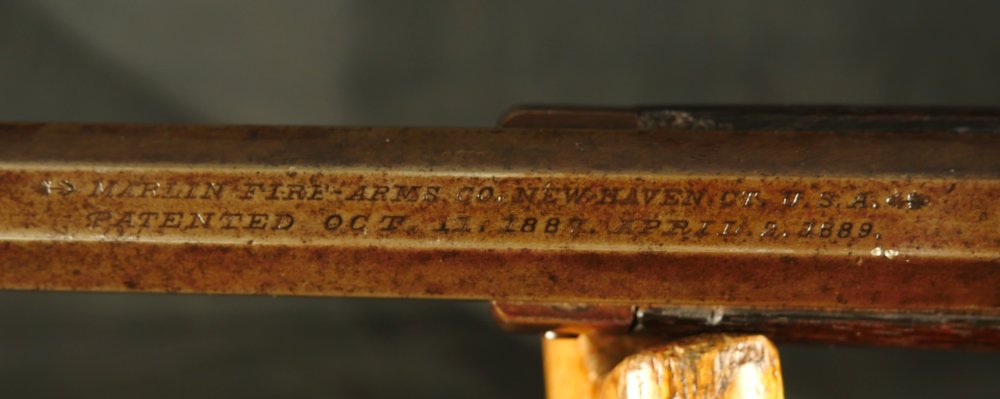 MARLIN FIRE-ARMS CO. NEW-HAVEN CT. U.S.A.
PATENTED OCT. 11. 1887. APRIL 2. 1889.